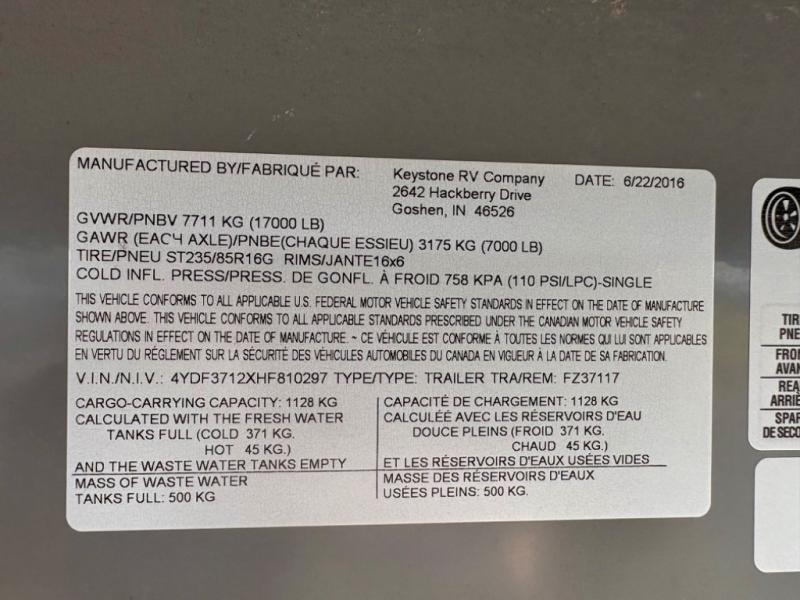 MANUFACTURED BY/FABRIQUÉ PAR: Keystone RV Company DATE: 6/22/2016
2642 Hackberry Drive
Goshen, IN 46526
GVWR/PNBV 7711 KG (17000 LB)
GAWR (EACH AXLE)/PNBE(CHAQUE ESSIEU) 3175 KG (7000 LB)
TIRE/PNEU ST235/85R16G RIMS/JANTE16x6
COLD INFL. PRESS/PRESS. DE GONFL. À FROID 758 KPA (110 PSI/LPC)-SINGLE
THIS VEHICLE CONFORMS TO ALL APPLICABLE U.S. FEDERAL MOTOR VEHICLE SAFETY STANDARDS IN EFFECT ON THE DATE OF MANUFACTURE
SHOWN ABOVE. THIS VEHICLE CONFORMS TO ALL APPLICABLE STANDARDS PRESCRIBED UNDER THE CANADIAN MOTOR VEHICLE SAFETY
REGULATIONS IN EFFECT ON THE DATE OF MANUFACTURE. ~ CE VÉHICULE EST CONFORME À TOUTES LES NORMES QUI LUI SONT APPLICABLES
EN VERTU DU RÉGLEMENT SUR LA SÉCURITÉ DES VÉHICULES AUTOMOBILES DU CANADA EN VIGUEUR À LA DATE DE SA FABRICATION.
V.I.N./N.I.V.: 4YDF3712XHF810297 TYPE/TYPE: TRAILER TRA/REM: FZ37117
CARGO-CARRYING CAPACITY: 1128 KG
CALCULATED WITH THE FRESH WATER
TANKS FULL (COLD 371 KG.
HOT 45 KG.)
AND THE WASTE WATER TANKS EMPTY
MASS OF WASTE WATER
TANKS FULL: 500 KG
CAPACITÉ DE CHARGEMENT: 1128 KG
CALCULÉE AVEC LES RÉSERVOIRS D'EAU
DOUCE PLEINS (FROID 371 KG.
CHAUD 45 KG.)
ET LES RÉSERVOIRS D'EAUX USÉES VIDES
MASSE DES RÉSERVOIRS D'EAUX
USÉES PLEINS: 500 KG.
TIR
PNE
FRO
AVA
REA
ARRIÈ
SPAR
DE SECO